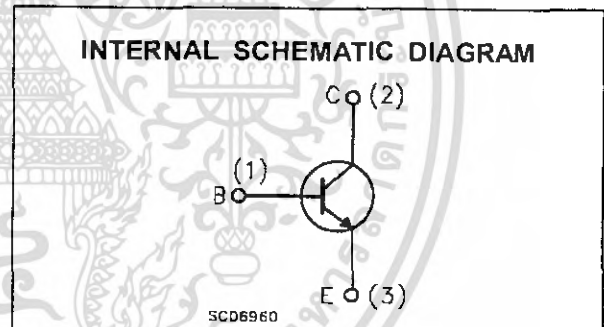 INTERNAL SCHEMATIC DIAGRAM
C (2)
(1)
B
E (3)
SC06960